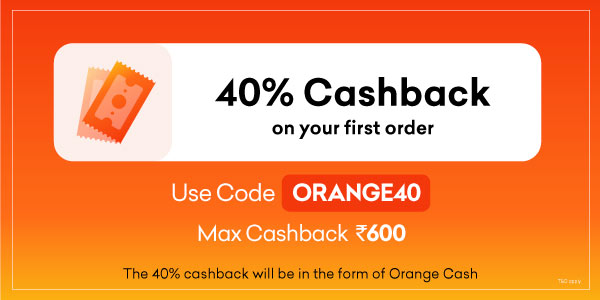 40% Cashback
on your first order
Use Code ORANGE40
Max Cashback ₹600
The 40% cashback will be in the form of Orange Cash
T&C apply